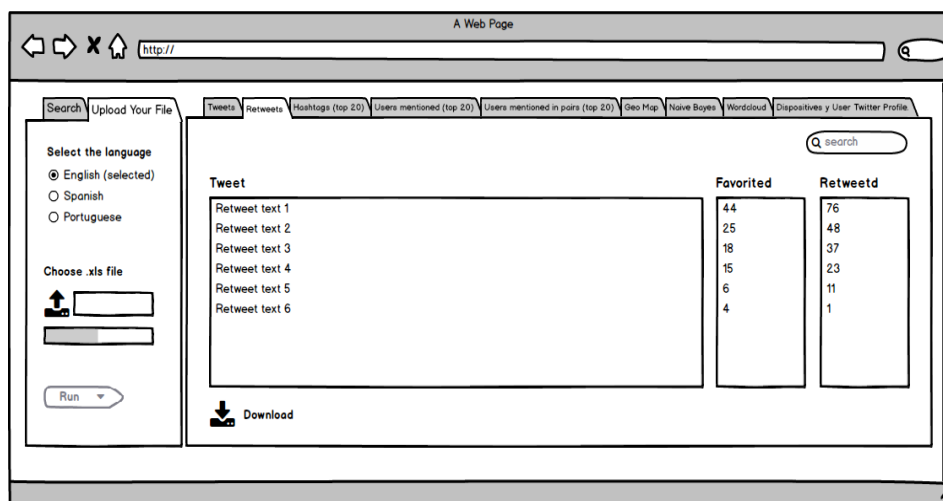 A Web Page
http://
Search Upload Your File
Tweets Retweets Hashtags (top 20) Users mentioned (top 20) Users mentioned in pairs (top 20) Geo Map Naive Bayes Wordcloud Dispositives y User Twitter Profile.
Select the language
English (selected)
Spanish
Portuguese
Choose .xls file
Run
search
Tweet Favorited Retweetd
Retweet text 1 44 76
Retweet text 2 25 48
Retweet text 3 18 37
Retweet text 4 15 23
Retweet text 5 6 11
Retweet text 6 4 1
Download